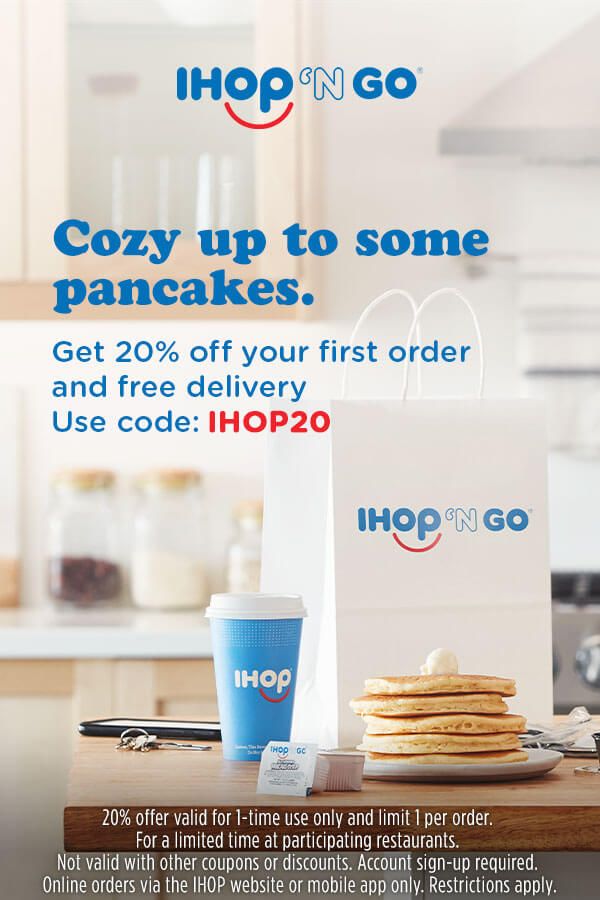 IHOP 'N GO®
Cozy up to some
pancakes.
Get 20% off your first order
and free delivery
Use code: IHOP20
IHOP 'N GO®
IHOP
IHOP 'N GO
20% offer valid for 1-time use only and limit 1 per order.
For a limited time at participating restaurants.
Not valid with other coupons or discounts. Account sign-up required.
Online orders via the IHOP website or mobile app only. Restrictions apply.